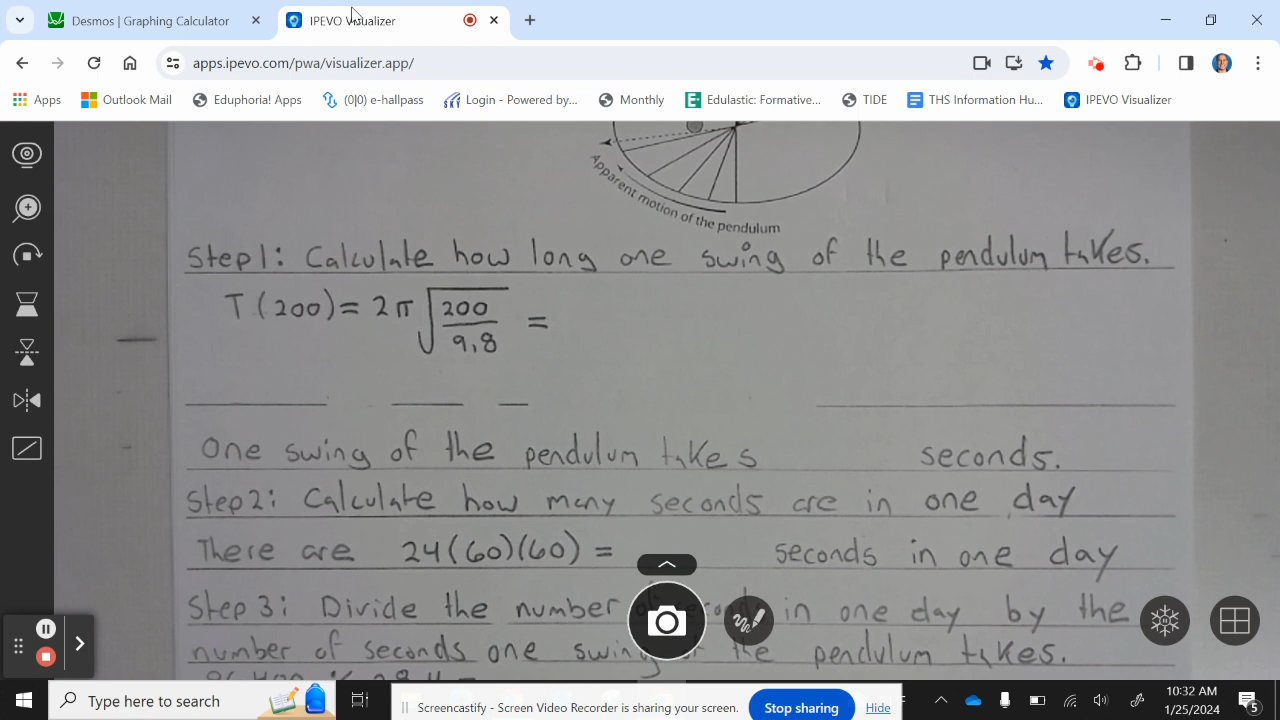 Desmos | Graphing Calculator
IPEVO Visualizer
apps.ipevo.com/pwa/visualizer.app/
Apps
Outlook Mail
eduphoria! Apps
(0|0) e-hallpass
Login - Powered by...
Monthly
Edulastic: Formative...
TIDE
THS Information Hu...
IPEVO Visualizer
Apparent motion of the pendulum
Step 1: Calculate how long one swing of the pendulum takes.
T(200) = 2π√(200/9.8) =
One swing of the pendulum takes seconds.
Step 2: Calculate how many seconds are in one day
There are 24(60)(60) = seconds in one day
Step 3: Divide the number in one day by the
number of seconds one swing the pendulum takes.
Type here to search
Screencastify - Screen Video Recorder is sharing your screen.
Stop sharing
Hide
10:32 AM
1/25/2024
5